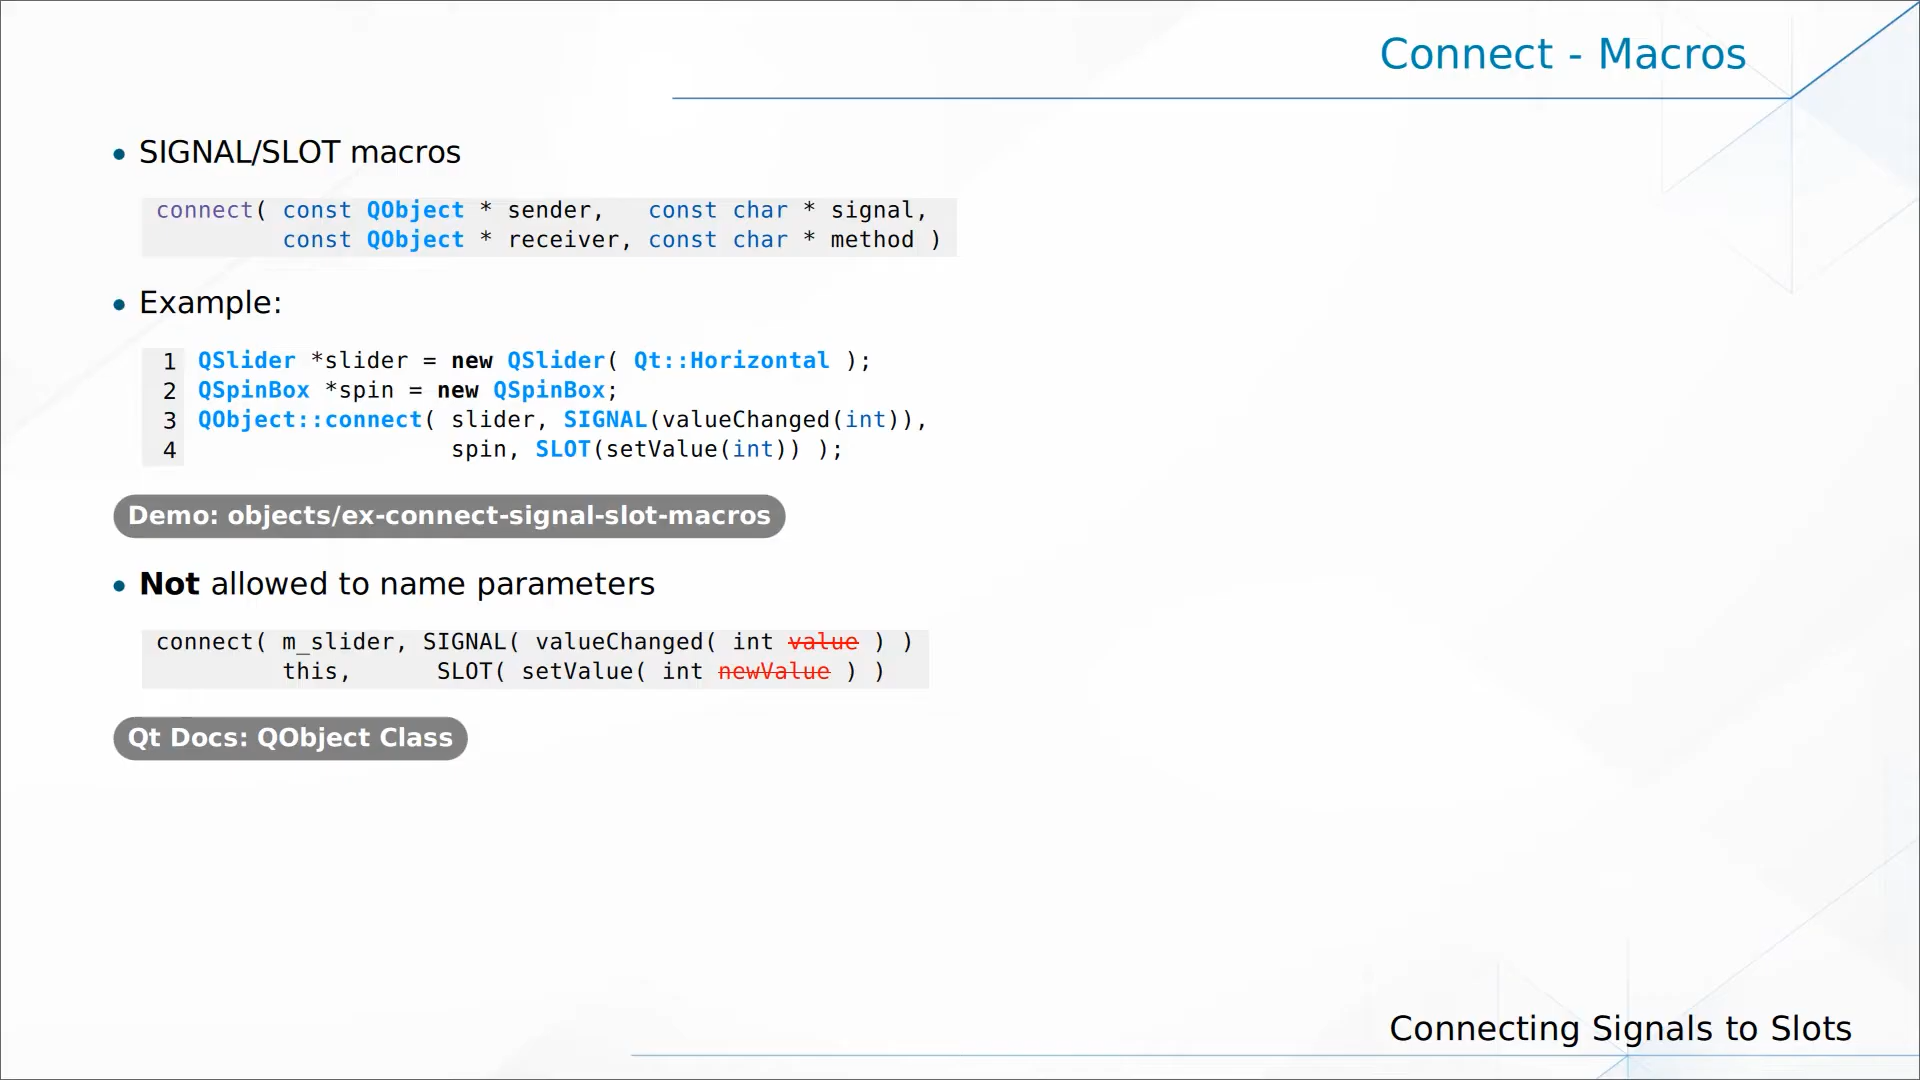 Connect - Macros
• SIGNAL/SLOT macros
connect( const QObject * sender,   const char * signal,
         const QObject * receiver, const char * method )
• Example:
1 QSlider *slider = new QSlider( Qt::Horizontal );
2 QSpinBox *spin = new QSpinBox;
3 QObject::connect( slider, SIGNAL(valueChanged(int)),
4                   spin, SLOT(setValue(int)) );
Demo: objects/ex-connect-signal-slot-macros
• Not allowed to name parameters
connect( m_slider, SIGNAL( valueChanged( int value ) )
         this,      SLOT( setValue( int newValue ) )
Qt Docs: QObject Class
Connecting Signals to Slots